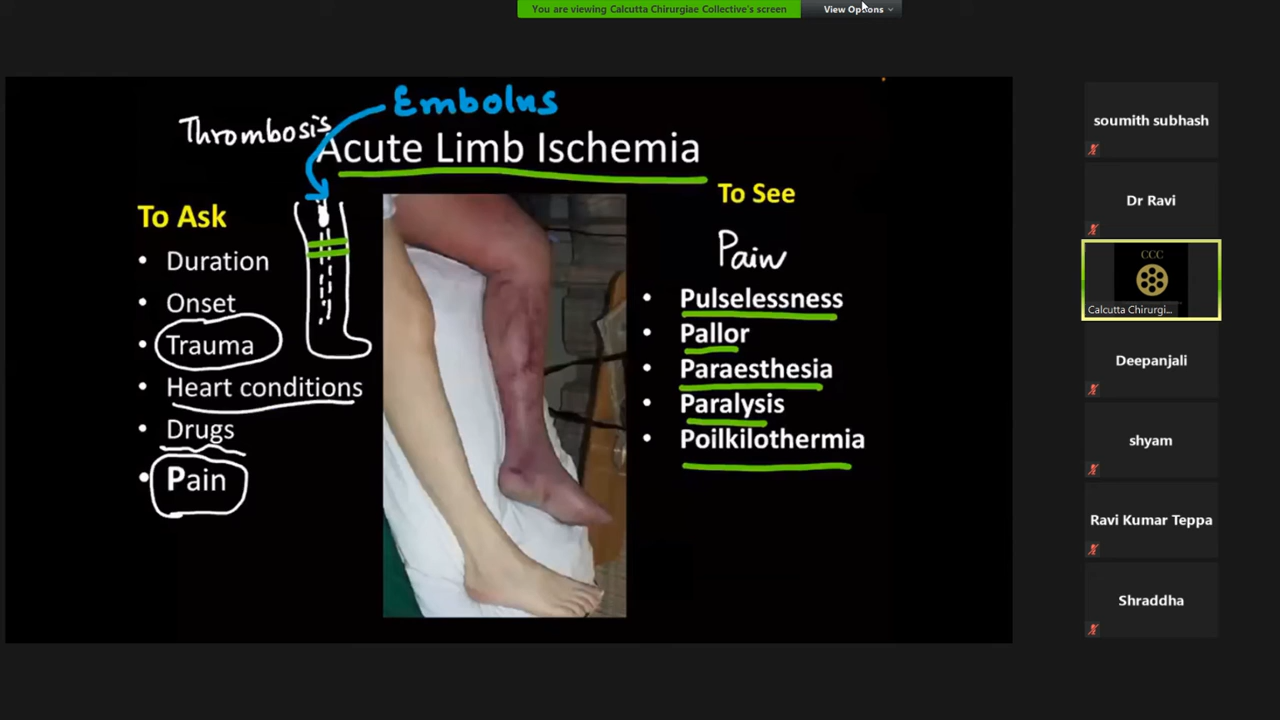 You are viewing Calcutta Chirurgiae Collective's screen
View Options
Embolus
Thrombosis
Acute Limb Ischemia
To Ask
• Duration
• Onset
• Trauma
• Heart conditions
• Drugs
• Pain
To See
Pain
• Pulselessness
• Pallor
• Paraesthesia
• Paralysis
• Poilkilothermia
soumith subhash
Dr Ravi
CCC
Calcutta Chirurgi...
Deepanjali
shyam
Ravi Kumar Teppa
Shraddha